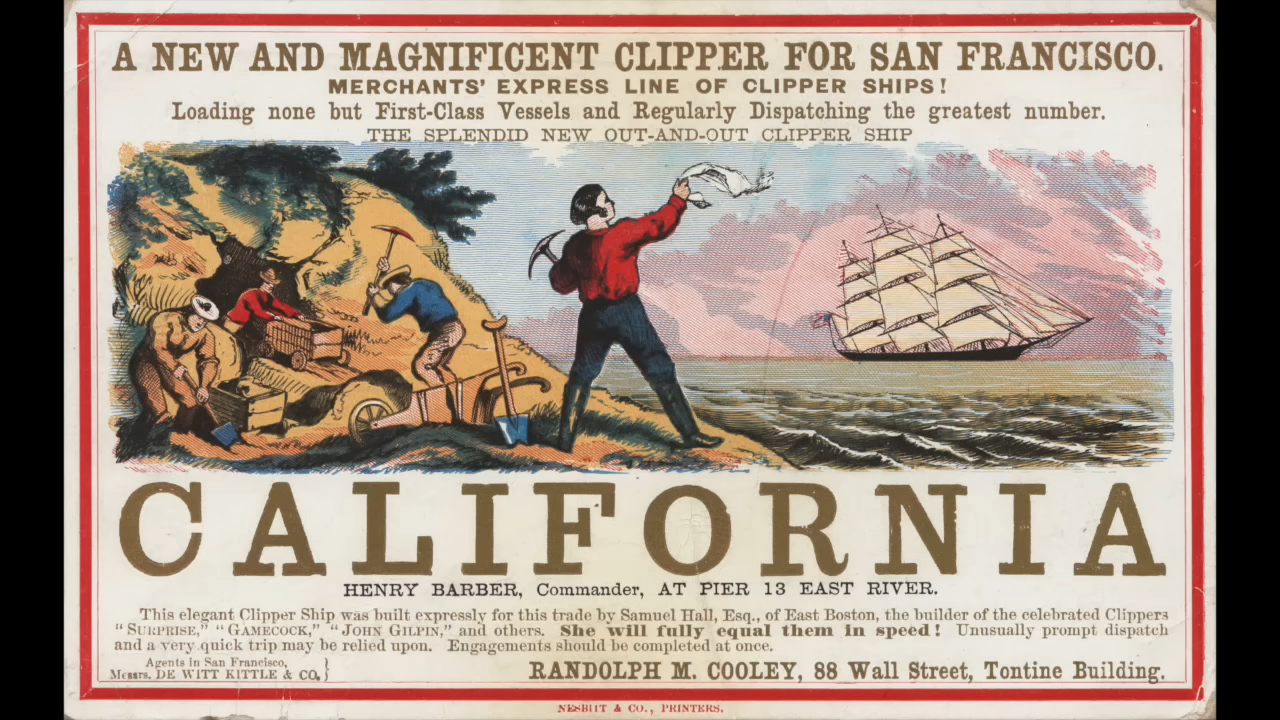 A NEW AND MAGNIFICENT CLIPPER FOR SAN FRANCISCO.
MERCHANTS' EXPRESS LINE OF CLIPPER SHIPS!
Loading none but First-Class Vessels and Regularly Dispatching the greatest number.
THE SPLENDID NEW OUT-AND-OUT CLIPPER SHIP
CALIFORNIA
HENRY BARBER, Commander, AT PIER 13 EAST RIVER.
This elegant Clipper Ship was built expressly for this trade by Samuel Hall, Esq., of East Boston, the builder of the celebrated Clippers
"SURPRISE," "GAMECOCK," "JOHN GILPIN," and others. She will fully equal them in speed! Unusually prompt dispatch
and a very quick trip may be relied upon. Engagements should be completed at once.
Agents in San Francisco,
Messrs. DE WITT KITTLE & CO.}
RANDOLPH M. COOLEY, 88 Wall Street, Tontine Building.
NESBITT & CO., PRINTERS.